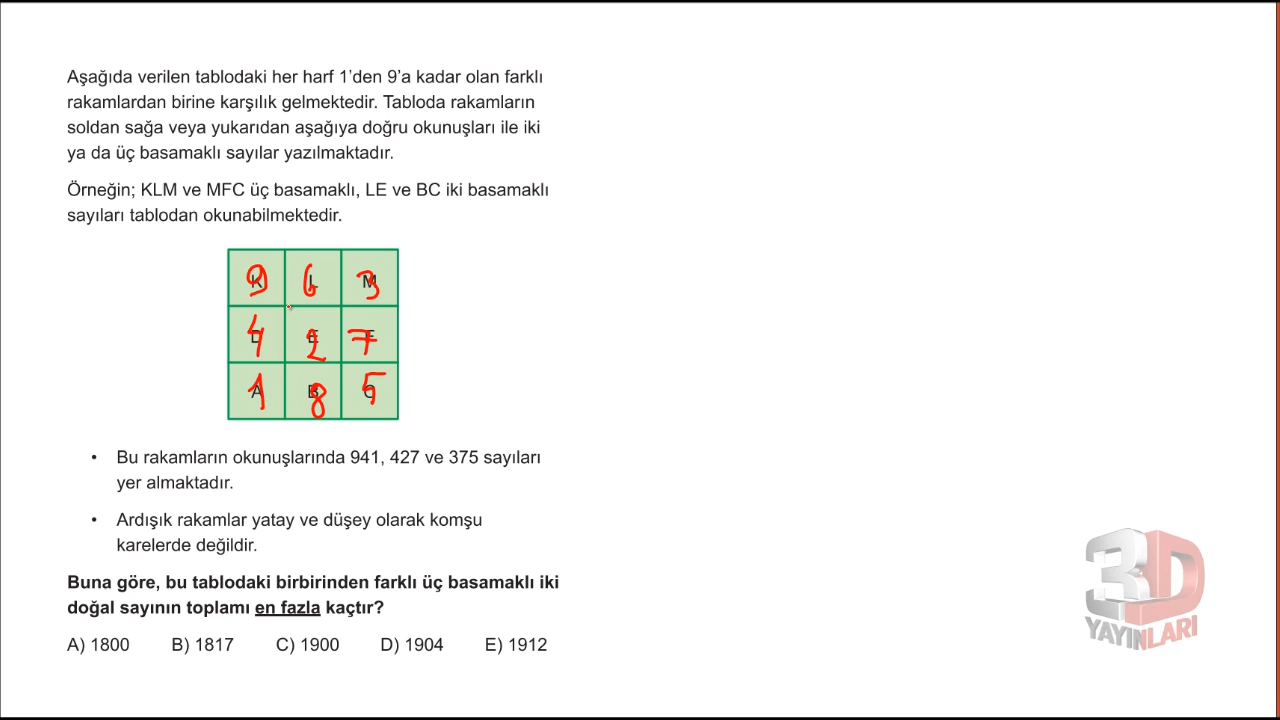 Aşağıda verilen tablodaki her harf 1’den 9’a kadar olan farklı
rakamlardan birine karşılık gelmektedir. Tabloda rakamların
soldan sağa veya yukarıdan aşağıya doğru okunuşları ile iki
ya da üç basamaklı sayılar yazılmaktadır.
Örneğin; KLM ve MFC üç basamaklı, LE ve BC iki basamaklı
sayıları tablodan okunabilmektedir.
K 9 L 6 M 3
D 4 E 2 F 7
A 1 B 8 C 5
• Bu rakamların okunuşlarında 941, 427 ve 375 sayıları
yer almaktadır.
• Ardışık rakamlar yatay ve düşey olarak komşu
karelerde değildir.
Buna göre, bu tablodaki birbirinden farklı üç basamaklı iki
doğal sayının toplamı en fazla kaçtır?
A) 1800 B) 1817 C) 1900 D) 1904 E) 1912
3D
YAYINLARI